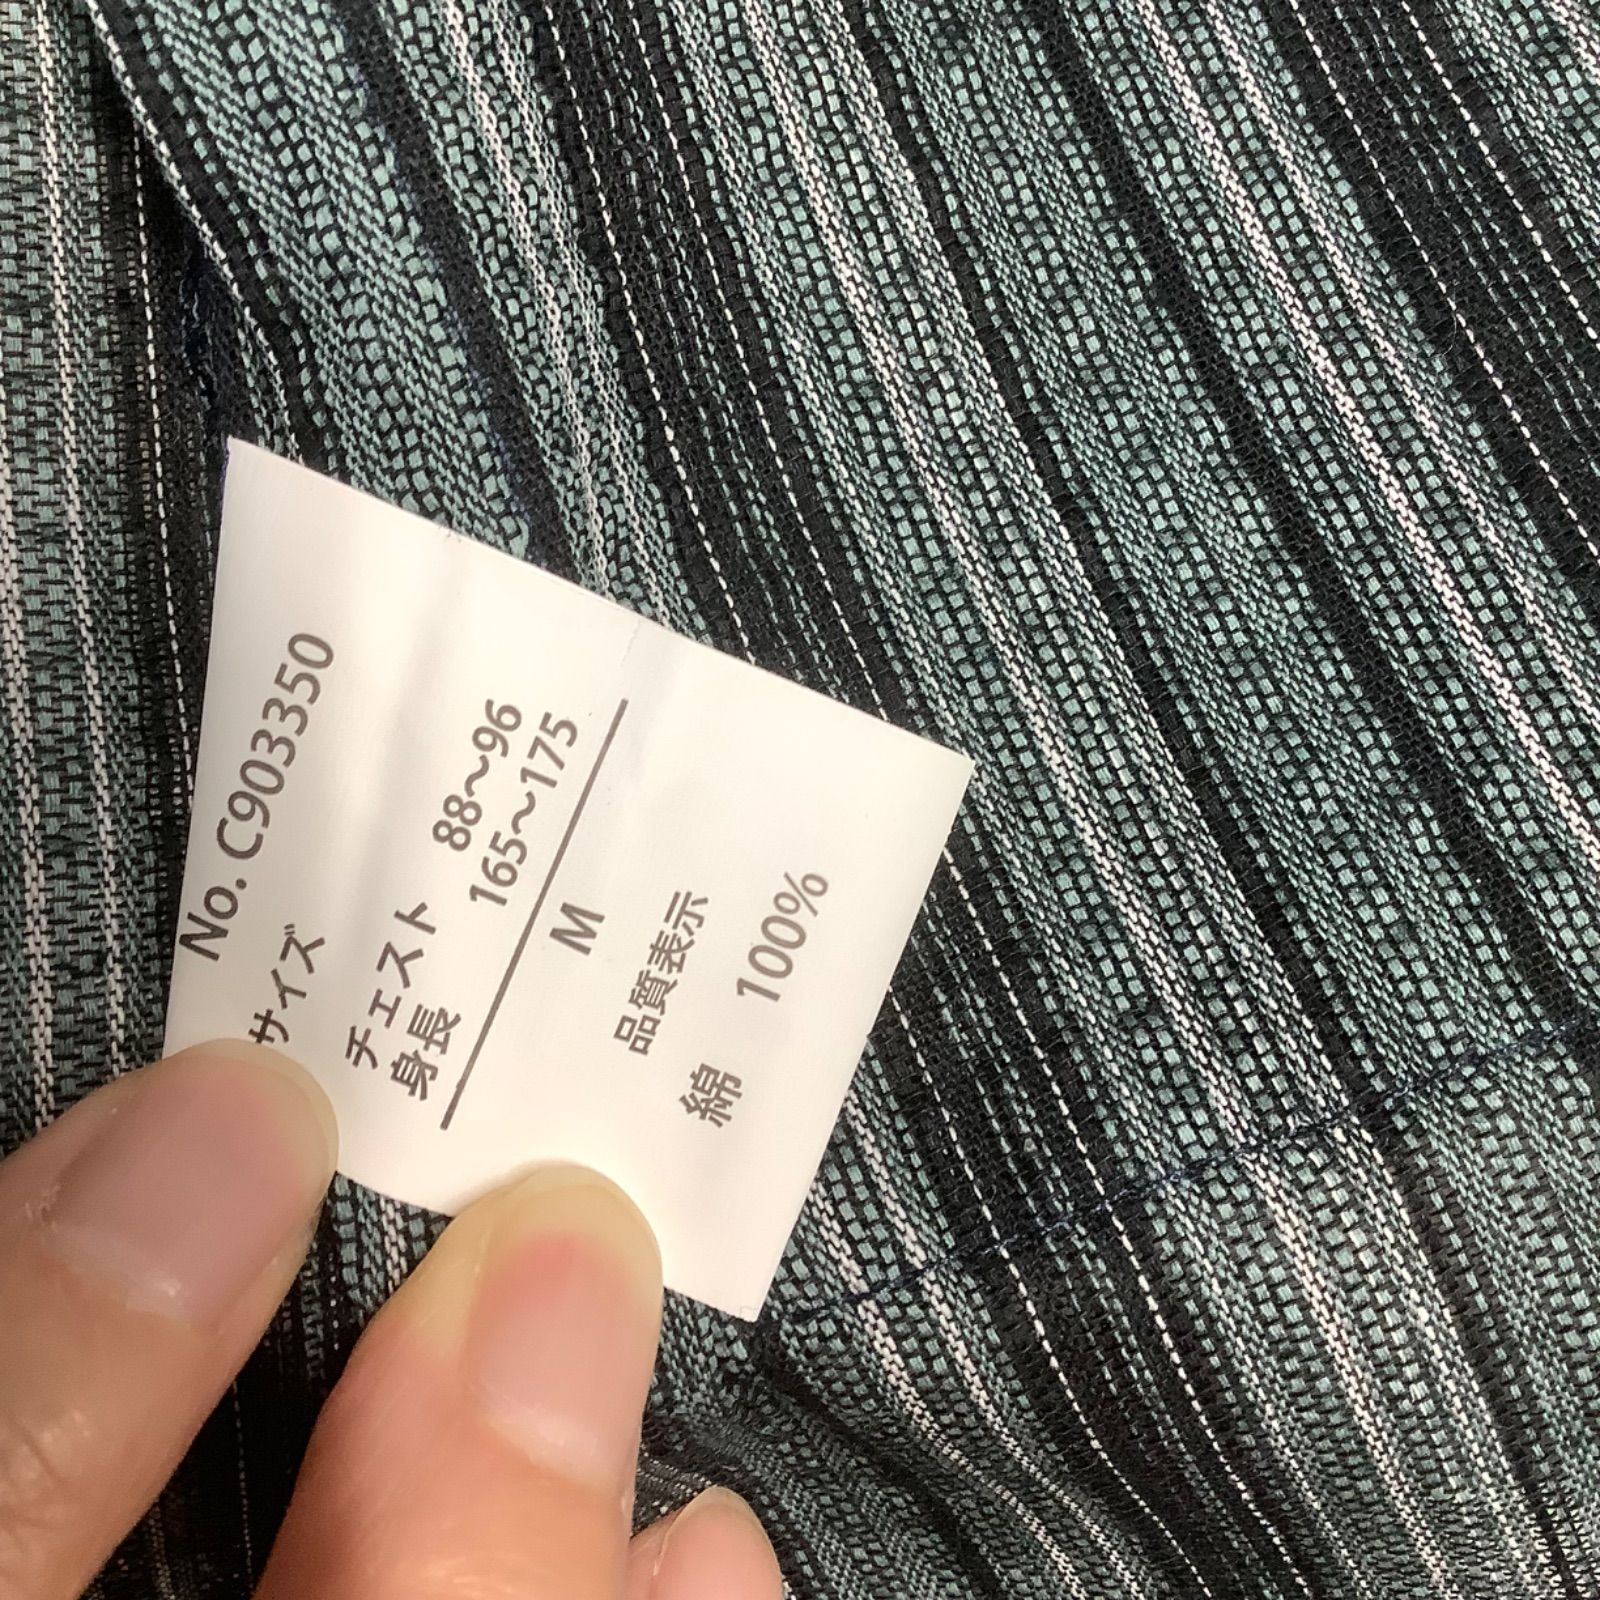 No. C903350
サイズ
チェスト 88〜96
身長 165〜175
M
品質表示
綿 100%